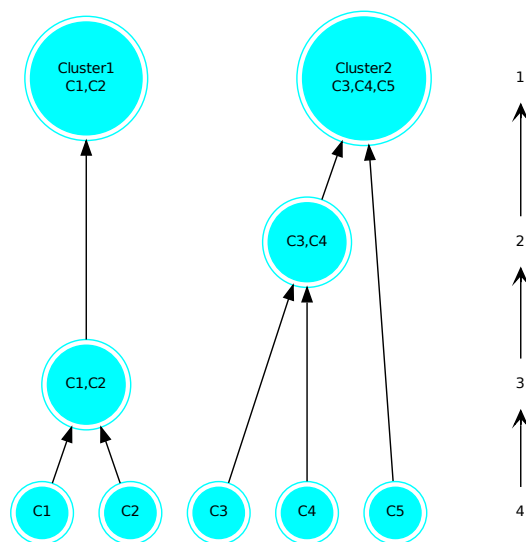 Cluster1
C1,C2
Cluster2
C3,C4,C5
1
C3,C4
2
C1,C2
3
C1
C2
C3
C4
C5
4